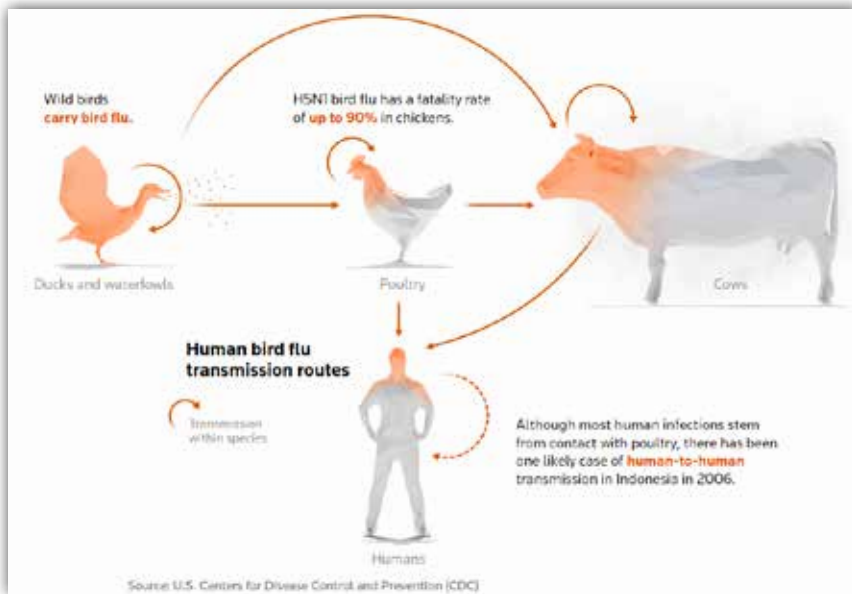 Wild birds
carry bird flu.
H5N1 bird flu has a fatality rate
of up to 90% in chickens.
Ducks and waterfowls
Poultry
Cows
Human bird flu
transmission routes
Transmission
within species
Although most human infections stem
from contact with poultry, there has been
one likely case of human-to-human
transmission in Indonesia in 2006.
Humans
Source: U.S. Centers for Disease Control and Prevention (CDC)